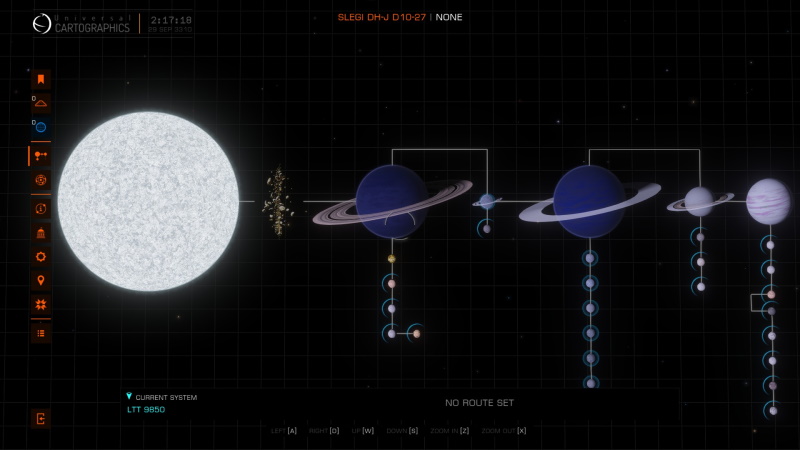 Universal
CARTOGRAPHICS
2:17:18
SLEGI DH-J D10-27 | NONE
CURRENT SYSTEM
LTT 9850
NO ROUTE SET
LEFT [A] RIGHT [D] UP [W] DOWN [S] ZOOM IN [Z] ZOOM OUT [X]